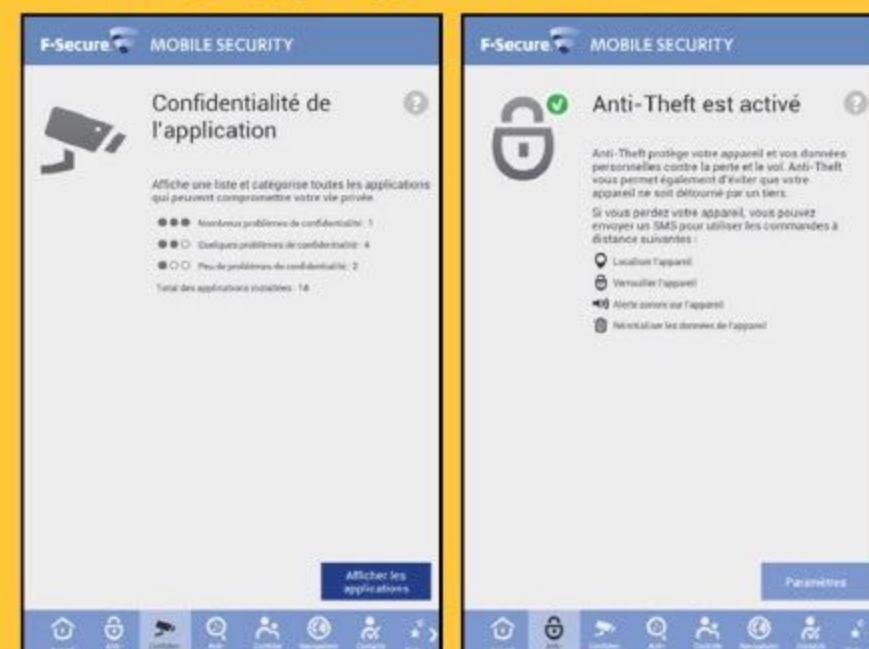 F-Secure. MOBILE SECURITY
Confidentialité de
l'application
Affiche une liste et catégorise toutes les applications
qui peuvent compromettre votre vie privée.
Nombreux problèmes de confidentialité : 1
Quelques problèmes de confidentialité : 4
Peu de problèmes de confidentialité : 2
Total des applications installées :
Afficher les
applications
F-Secure. MOBILE SECURITY
Anti-Theft est activé
Anti-Theft protège votre appareil et vos données
personnelles contre la perte et le vol. Anti-Theft
vous permet également d'éviter que votre
appareil ne soit détourné par un tiers.
Si vous perdez votre appareil, vous pouvez
envoyer un SMS pour utiliser les commandes à
distance suivantes :
Localiser l'appareil
Verrouiller l'appareil
Alerte sonore sur l'appareil
Réinitialiser les données de l'appareil
Paramètres